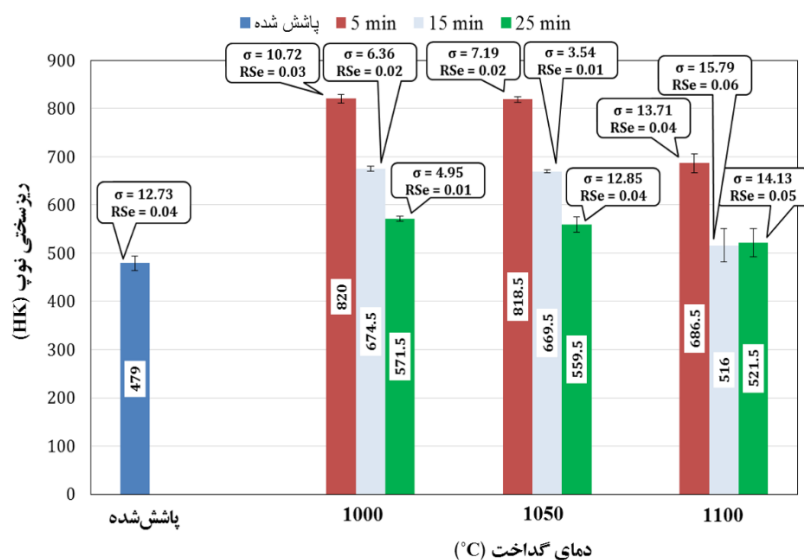 پاشش شده
5 min
15 min
25 min
ریزسختی نوپ (HK)
900
800
700
600
500
400
300
200
100
0
σ = 12.73
RSe = 0.04
σ = 10.72
RSe = 0.03
σ = 6.36
RSe = 0.02
σ = 4.95
RSe = 0.01
σ = 7.19
RSe = 0.02
σ = 3.54
RSe = 0.01
σ = 12.85
RSe = 0.04
σ = 13.71
RSe = 0.04
σ = 15.79
RSe = 0.06
σ = 14.13
RSe = 0.05
479
820
674.5
571.5
818.5
669.5
559.5
686.5
516
521.5
پاشش‌شده
1000
1050
1100
دمای گداخت (°C)